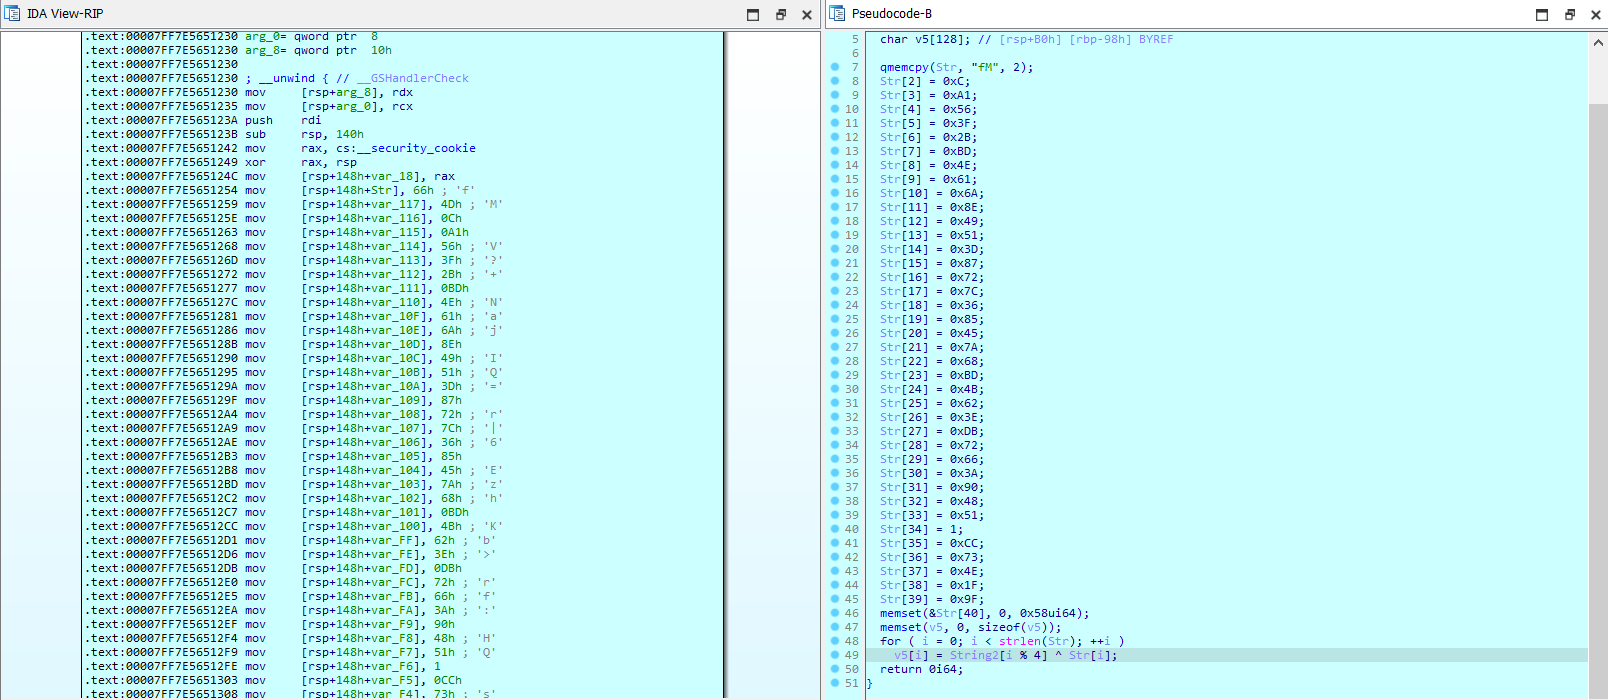 IDA View-RIP
.text:00007FF7E5651230 arg_0= qword ptr  8
.text:00007FF7E5651230 arg_8= qword ptr  10h
.text:00007FF7E5651230
.text:00007FF7E5651230 ; __unwind { // __GSHandlerCheck
.text:00007FF7E5651230 mov     [rsp+arg_8], rdx
.text:00007FF7E5651235 mov     [rsp+arg_0], rcx
.text:00007FF7E565123A push    rdi
.text:00007FF7E565123B sub     rsp, 140h
.text:00007FF7E5651242 mov     rax, cs:__security_cookie
.text:00007FF7E5651249 xor     rax, rsp
.text:00007FF7E565124C mov     [rsp+148h+var_18], rax
.text:00007FF7E5651254 mov     [rsp+148h+Str], 66h ; 'f'
.text:00007FF7E5651259 mov     [rsp+148h+var_117], 4Dh ; 'M'
.text:00007FF7E565125E mov     [rsp+148h+var_116], 0Ch
.text:00007FF7E5651263 mov     [rsp+148h+var_115], 0A1h
.text:00007FF7E5651268 mov     [rsp+148h+var_114], 56h ; 'V'
.text:00007FF7E565126D mov     [rsp+148h+var_113], 3Fh ; '?'
.text:00007FF7E5651272 mov     [rsp+148h+var_112], 2Bh ; '+'
.text:00007FF7E5651277 mov     [rsp+148h+var_111], 0BDh
.text:00007FF7E565127C mov     [rsp+148h+var_110], 4Eh ; 'N'
.text:00007FF7E5651281 mov     [rsp+148h+var_10F], 61h ; 'a'
.text:00007FF7E5651286 mov     [rsp+148h+var_10E], 6Ah ; 'j'
.text:00007FF7E565128B mov     [rsp+148h+var_10D], 8Eh
.text:00007FF7E5651290 mov     [rsp+148h+var_10C], 49h ; 'I'
.text:00007FF7E5651295 mov     [rsp+148h+var_10B], 51h ; 'Q'
.text:00007FF7E565129A mov     [rsp+148h+var_10A], 3Dh ; '='
.text:00007FF7E565129F mov     [rsp+148h+var_109], 87h
.text:00007FF7E56512A4 mov     [rsp+148h+var_108], 72h ; 'r'
.text:00007FF7E56512A9 mov     [rsp+148h+var_107], 7Ch ; '|'
.text:00007FF7E56512AE mov     [rsp+148h+var_106], 36h ; '6'
.text:00007FF7E56512B3 mov     [rsp+148h+var_105], 85h
.text:00007FF7E56512B8 mov     [rsp+148h+var_104], 45h ; 'E'
.text:00007FF7E56512BD mov     [rsp+148h+var_103], 7Ah ; 'z'
.text:00007FF7E56512C2 mov     [rsp+148h+var_102], 68h ; 'h'
.text:00007FF7E56512C7 mov     [rsp+148h+var_101], 0BDh
.text:00007FF7E56512CC mov     [rsp+148h+var_100], 4Bh ; 'K'
.text:00007FF7E56512D1 mov     [rsp+148h+var_FF], 62h ; 'b'
.text:00007FF7E56512D6 mov     [rsp+148h+var_FE], 3Eh ; '>'
.text:00007FF7E56512DB mov     [rsp+148h+var_FD], 0DBh
.text:00007FF7E56512E0 mov     [rsp+148h+var_FC], 72h ; 'r'
.text:00007FF7E56512E5 mov     [rsp+148h+var_FB], 66h ; 'f'
.text:00007FF7E56512EA mov     [rsp+148h+var_FA], 3Ah ; ':'
.text:00007FF7E56512EF mov     [rsp+148h+var_F9], 90h
.text:00007FF7E56512F4 mov     [rsp+148h+var_F8], 48h ; 'H'
.text:00007FF7E56512F9 mov     [rsp+148h+var_F7], 51h ; 'Q'
.text:00007FF7E56512FE mov     [rsp+148h+var_F6], 1
.text:00007FF7E5651303 mov     [rsp+148h+var_F5], 0CCh
.text:00007FF7E5651308 mov     [rsp+148h+var_F4], 73h ; 's'
Pseudocode-B
5 char v5[128]; // [rsp+B0h] [rbp-98h] BYREF
6
7 qmemcpy(Str, "fM", 2);
8 Str[2] = 0xC;
9 Str[3] = 0xA1;
10 Str[4] = 0x56;
11 Str[5] = 0x3F;
12 Str[6] = 0x2B;
13 Str[7] = 0xBD;
14 Str[8] = 0x4E;
15 Str[9] = 0x61;
16 Str[10] = 0x6A;
17 Str[11] = 0x8E;
18 Str[12] = 0x49;
19 Str[13] = 0x51;
20 Str[14] = 0x3D;
21 Str[15] = 0x87;
22 Str[16] = 0x72;
23 Str[17] = 0x7C;
24 Str[18] = 0x36;
25 Str[19] = 0x85;
26 Str[20] = 0x45;
27 Str[21] = 0x7A;
28 Str[22] = 0x68;
29 Str[23] = 0xBD;
30 Str[24] = 0x4B;
31 Str[25] = 0x62;
32 Str[26] = 0x3E;
33 Str[27] = 0xDB;
34 Str[28] = 0x72;
35 Str[29] = 0x66;
36 Str[30] = 0x3A;
37 Str[31] = 0x90;
38 Str[32] = 0x48;
39 Str[33] = 0x51;
40 Str[34] = 1;
41 Str[35] = 0xCC;
42 Str[36] = 0x73;
43 Str[37] = 0x4E;
44 Str[38] = 0x1F;
45 Str[39] = 0x9F;
46 memset(&Str[40], 0, 0x58ui64);
47 memset(v5, 0, sizeof(v5));
48 for ( i = 0; i < strlen(Str); ++i )
49 v5[i] = String2[i % 4] ^ Str[i];
50 return 0i64;
51 }